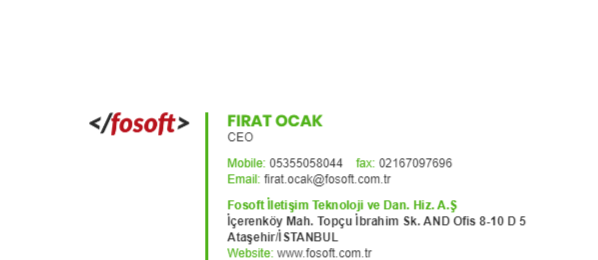 </fosoft>
FIRAT OCAK
CEO
Mobile: 05355058044 fax: 02167097696
Email: firat.ocak@fosoft.com.tr
Fosoft İletişim Teknoloji ve Dan. Hiz. A.Ş
İçerenköy Mah. Topçu İbrahim Sk. AND Ofis 8-10 D 5
Ataşehir/İSTANBUL
Website: www.fosoft.com.tr